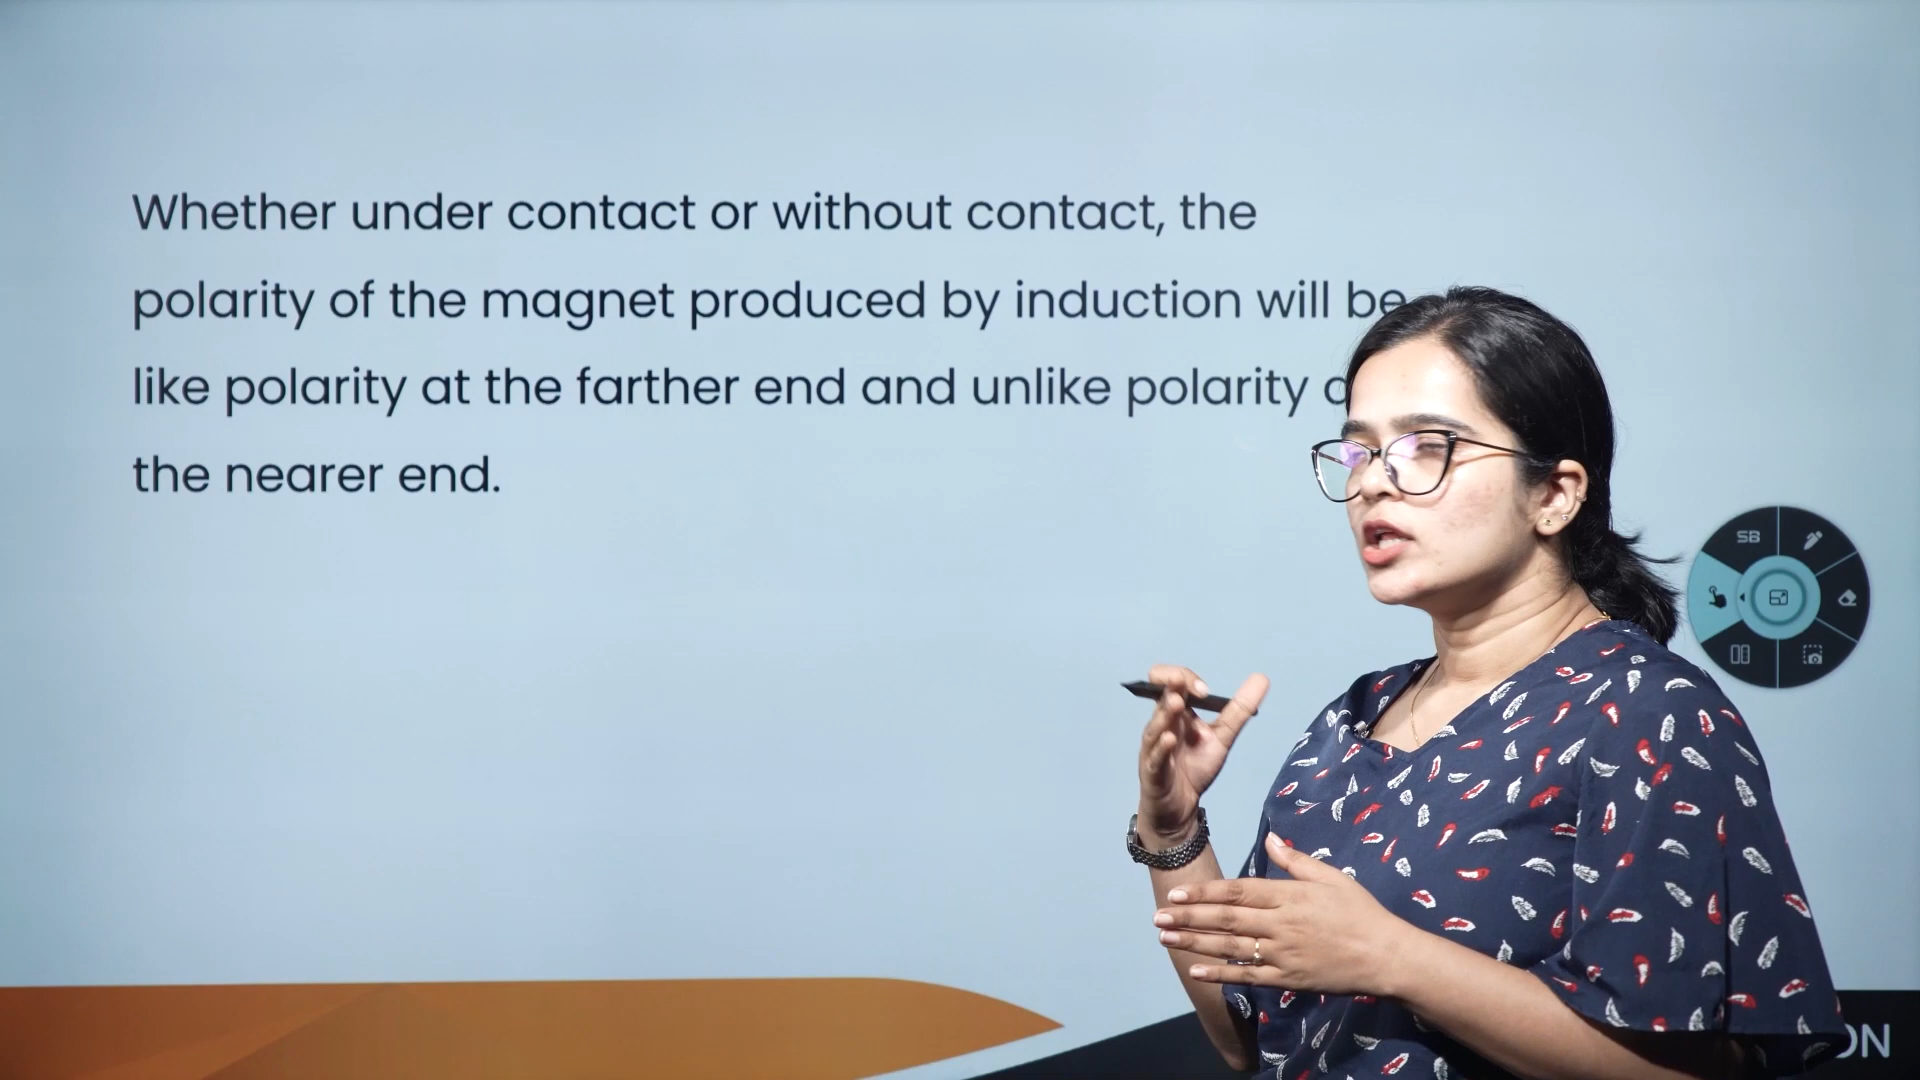 Whether under contact or without contact, the
polarity of the magnet produced by induction will be
like polarity at the farther end and unlike polarity
the nearer end.
SB